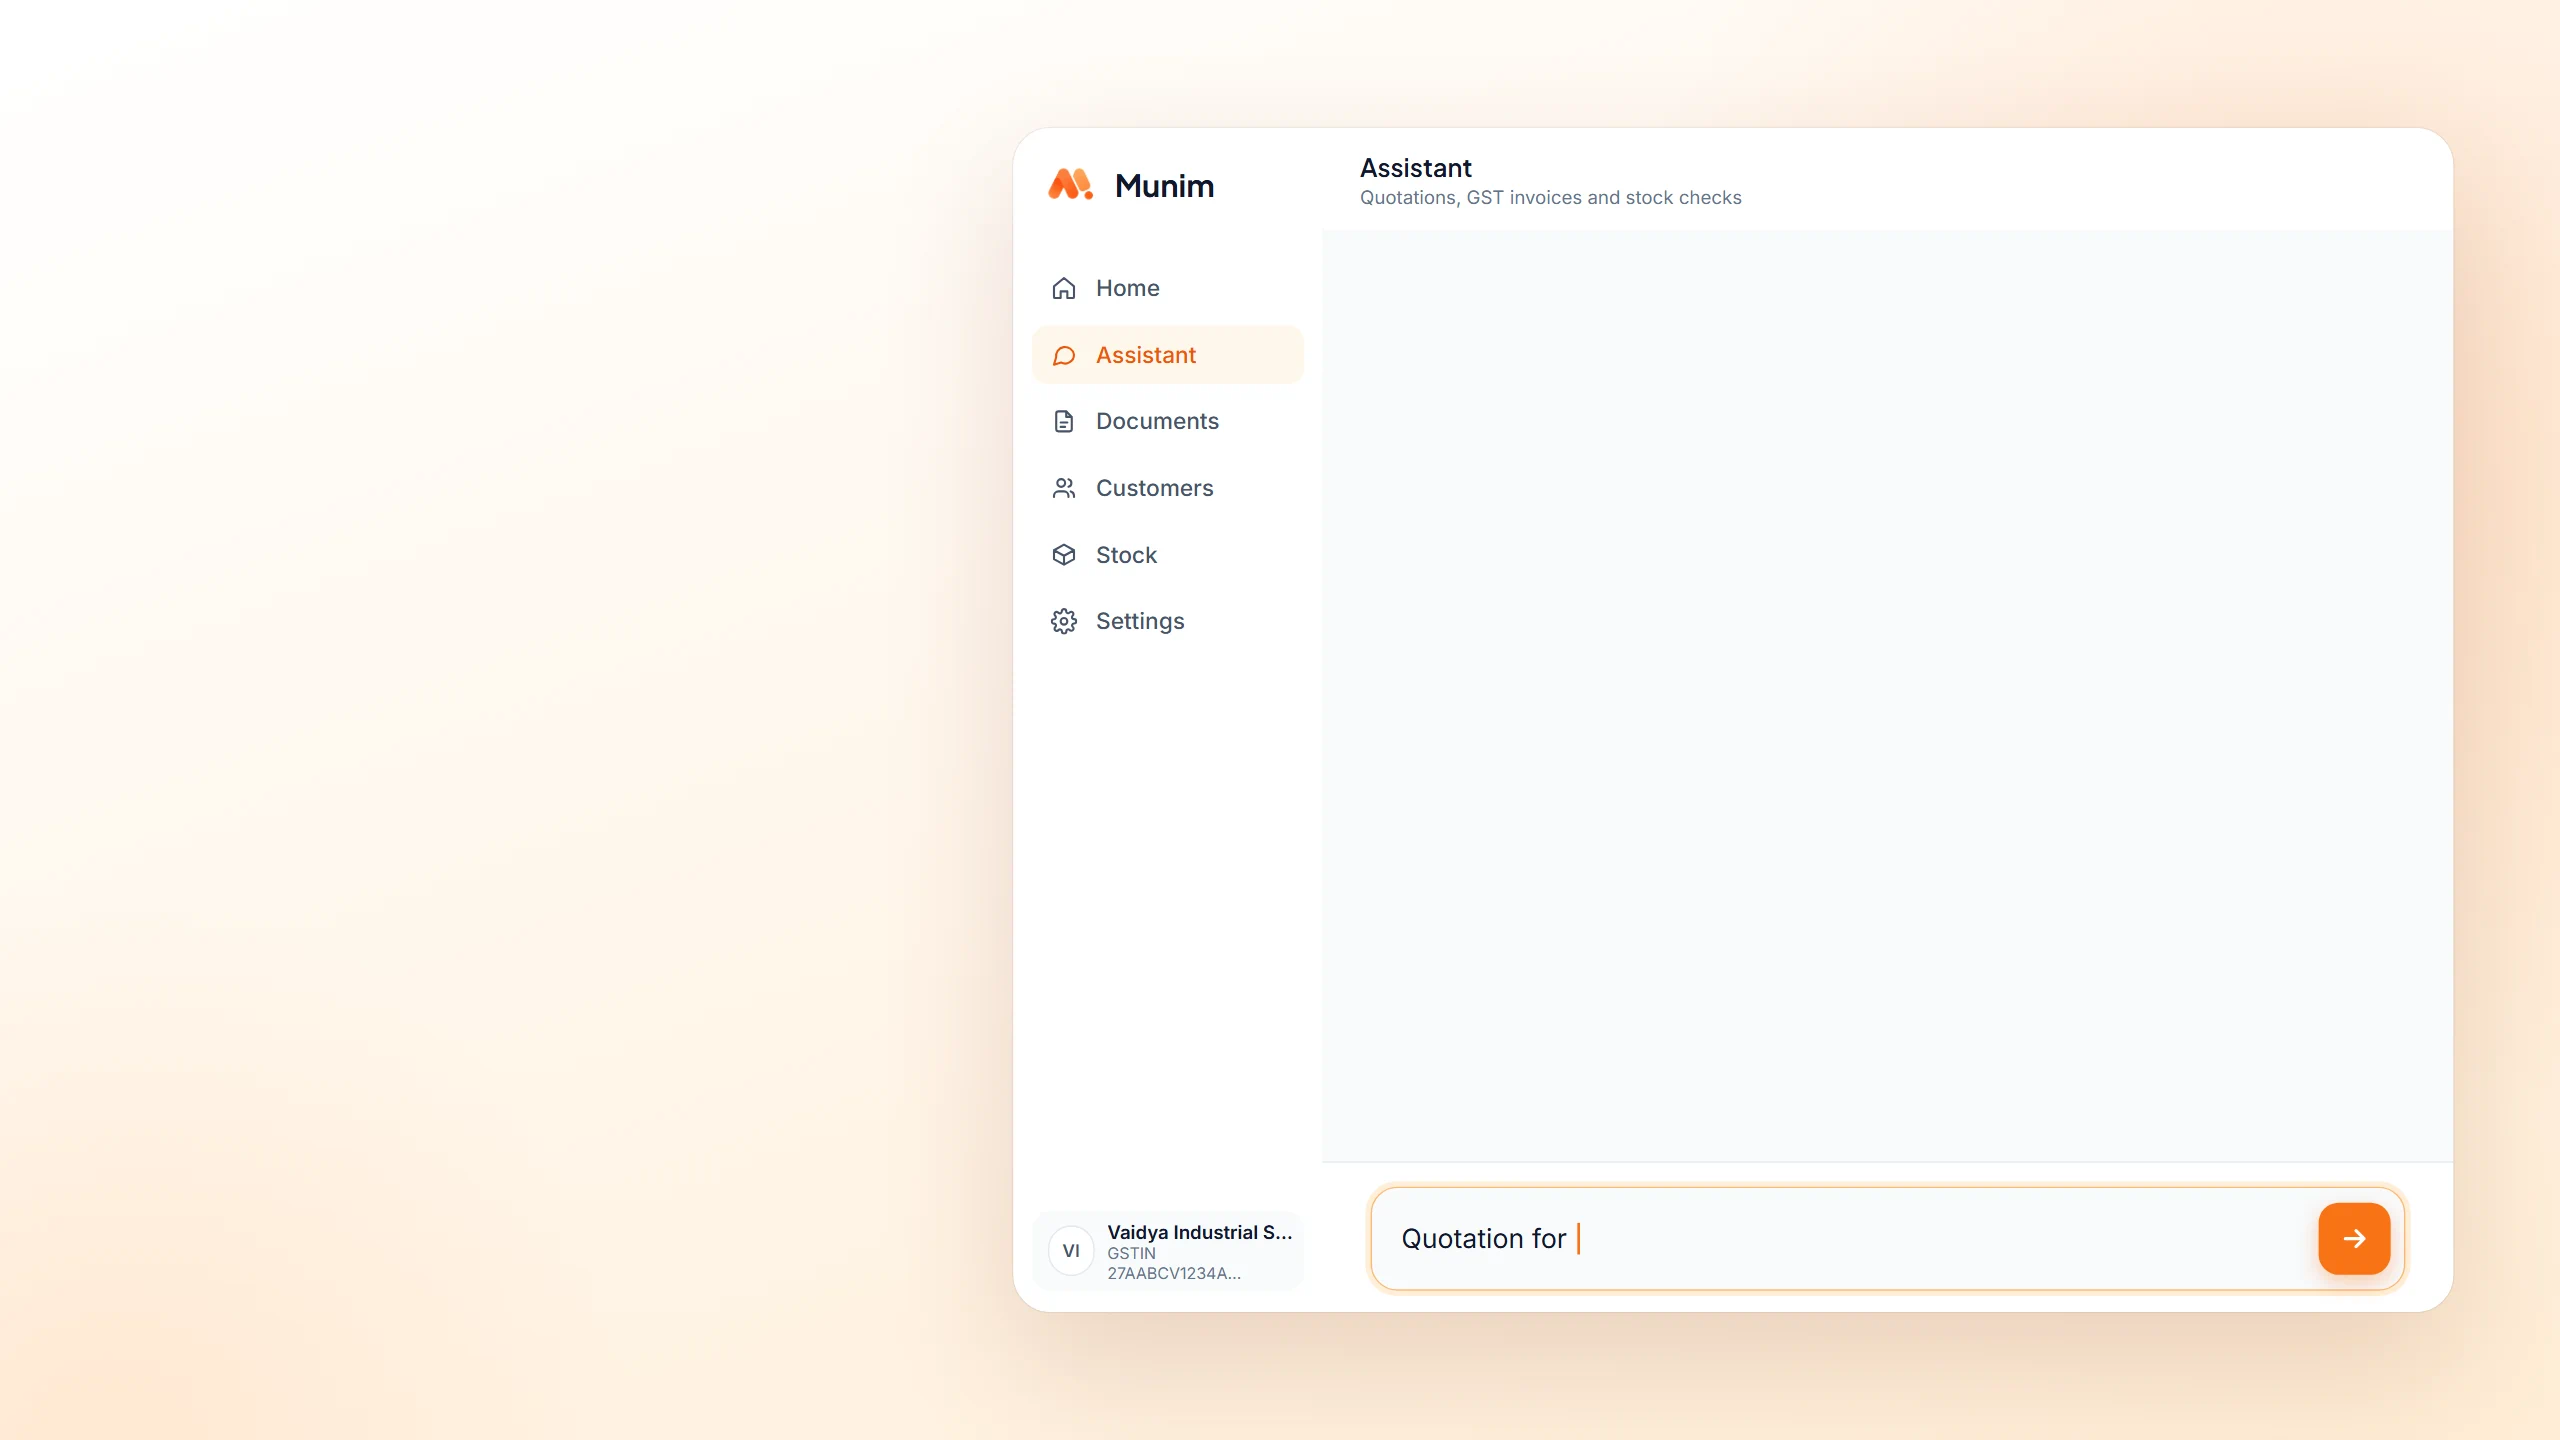 Munim
Home
Assistant
Documents
Customers
Stock
Settings
VI
Vaidya Industrial S...
GSTIN
27AABCV1234A...
Assistant
Quotations, GST invoices and stock checks
Quotation for